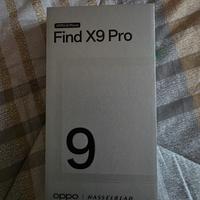 Find X9 Pro
9
oppo | HASSELBLAD